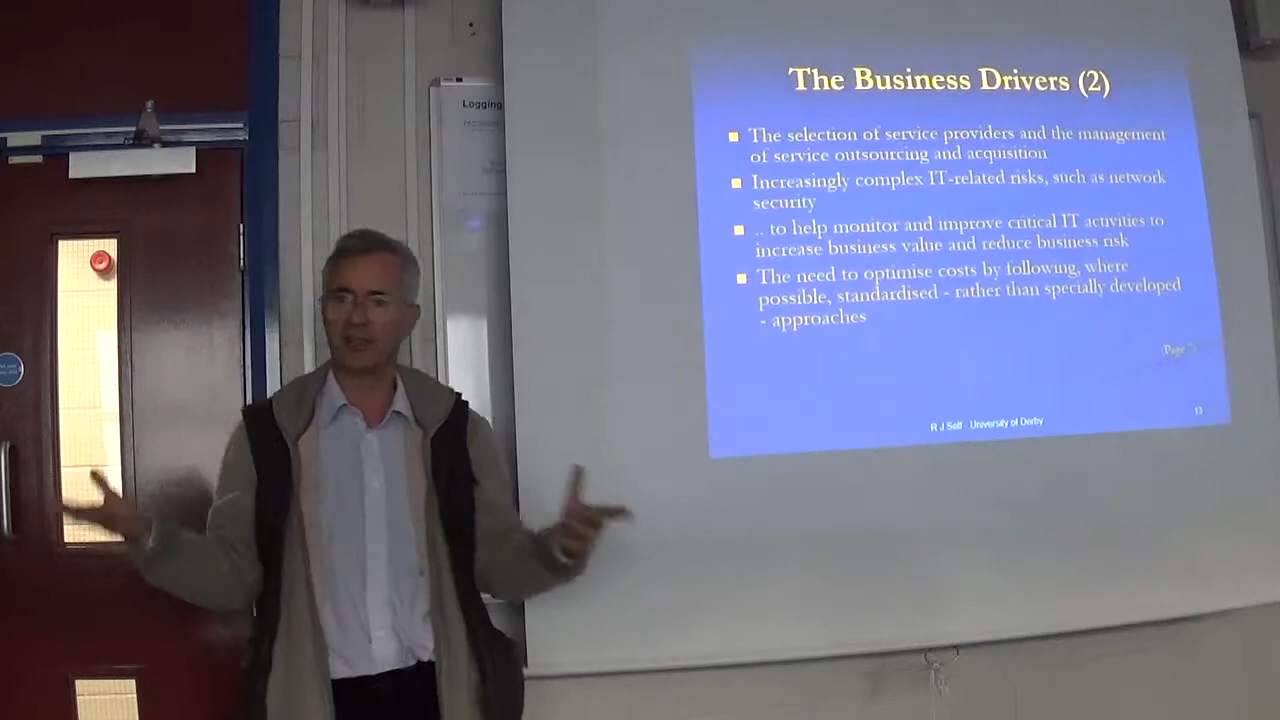 Logging
The Business Drivers (2)
The selection of service providers and the management
of service outsourcing and acquisition
Increasingly complex IT-related risks, such as network
security
.. to help monitor and improve critical IT activities to
increase business value and reduce business risk
The need to optimise costs by following, where
possible, standardised - rather than specially developed
- approaches
(Page
R J Self - University of Derby
13